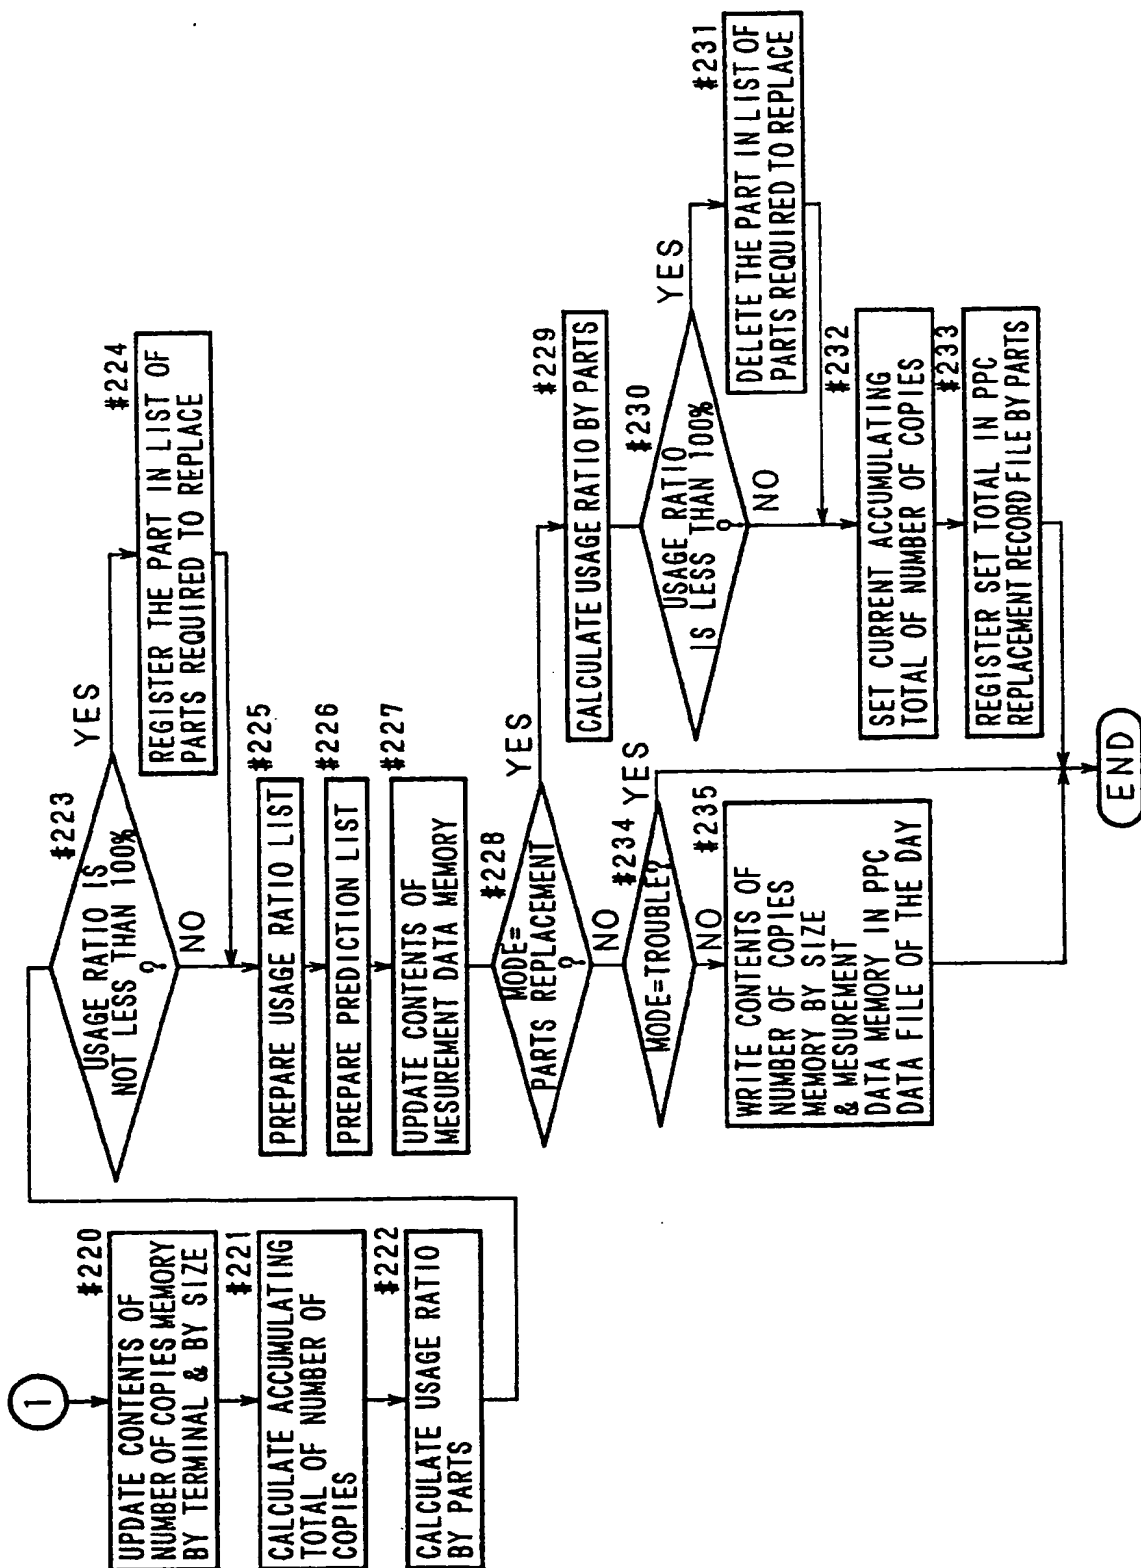 1
#220
UPDATE CONTENTS OF
NUMBER OF COPIES MEMORY
BY TERMINAL & BY SIZE
#221
CALCULATE ACCUMULATING
TOTAL OF NUMBER OF
COPIES
#222
CALCULATE USAGE RATIO
BY PARTS
#223
USAGE RATIO IS
NOT LESS THAN 100%
?
YES
NO
#224
REGISTER THE PART IN LIST OF
PARTS REQUIRED TO REPLACE
#225
PREPARE USAGE RATIO LIST
#226
PREPARE PREDICTION LIST
#227
UPDATE CONTENTS OF
MESUREMENT DATA MEMORY
#228
MODE=
PARTS REPLACEMENT
?
YES
NO
#229
CALCULATE USAGE RATIO BY PARTS
#230
USAGE RATIO
IS LESS THAN 100%
?
YES
NO
#231
DELETE THE PART IN LIST OF
PARTS REQUIRED TO REPLACE
#232
SET CURRENT ACCUMULATING
TOTAL OF NUMBER OF COPIES
#233
REGISTER SET TOTAL IN PPC
REPLACEMENT RECORD FILE BY PARTS
#234
MODE=TROUBLE?
YES
NO
#235
WRITE CONTENTS OF
NUMBER OF COPIES
MEMORY BY SIZE
& MESUREMENT
DATA MEMORY IN PPC
DATA FILE OF THE DAY
END